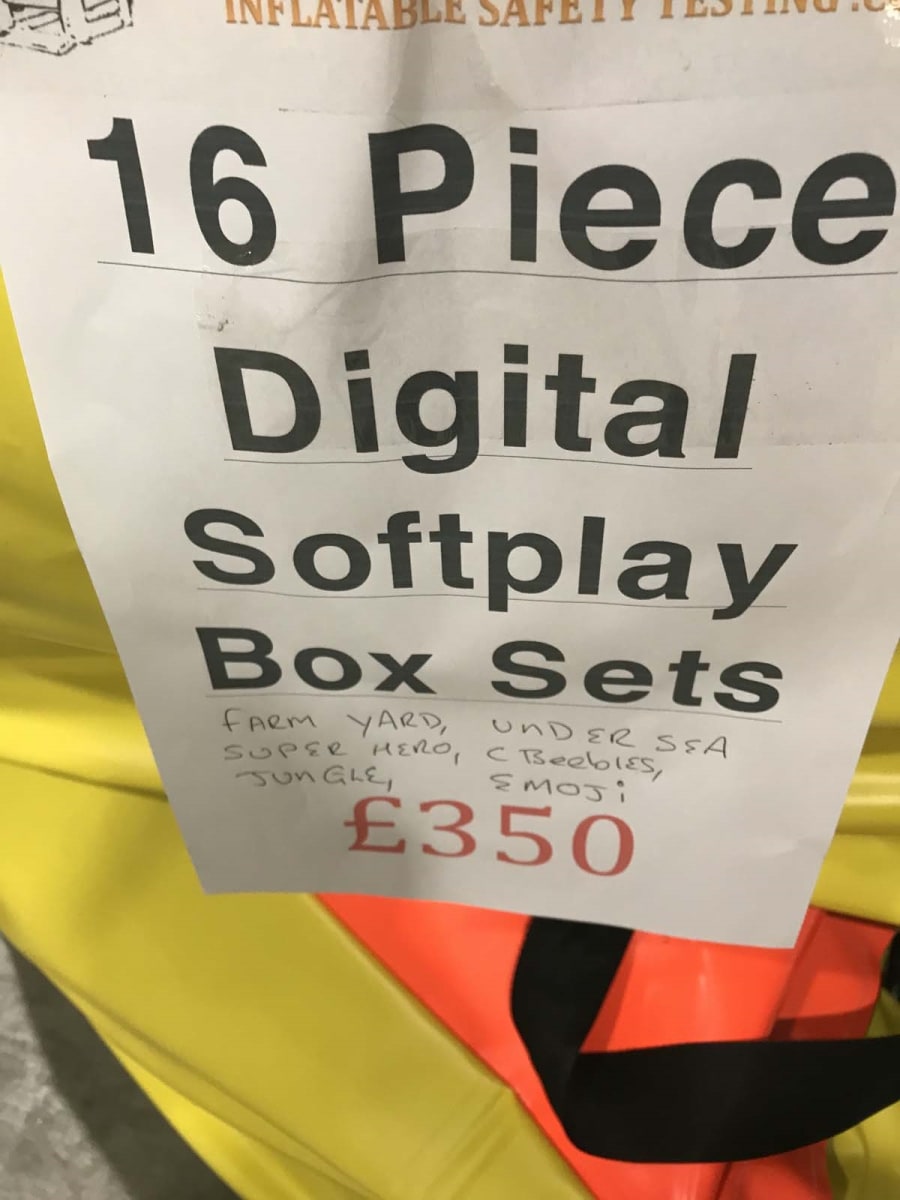 INFLATABLE SAFETY TESTING
16 Piece
Digital
Softplay
Box Sets
FARM YARD, UNDER SEA
SUPER HERO, CBeebies,
JUNGLE, EMOJi
£350